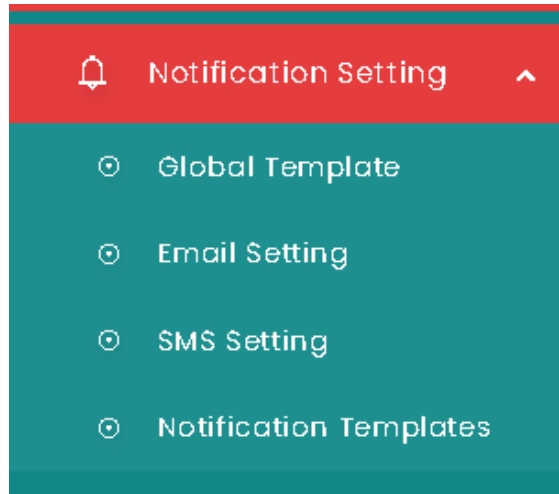 Notification Setting
Global Template
Email Setting
SMS Setting
Notification Templates